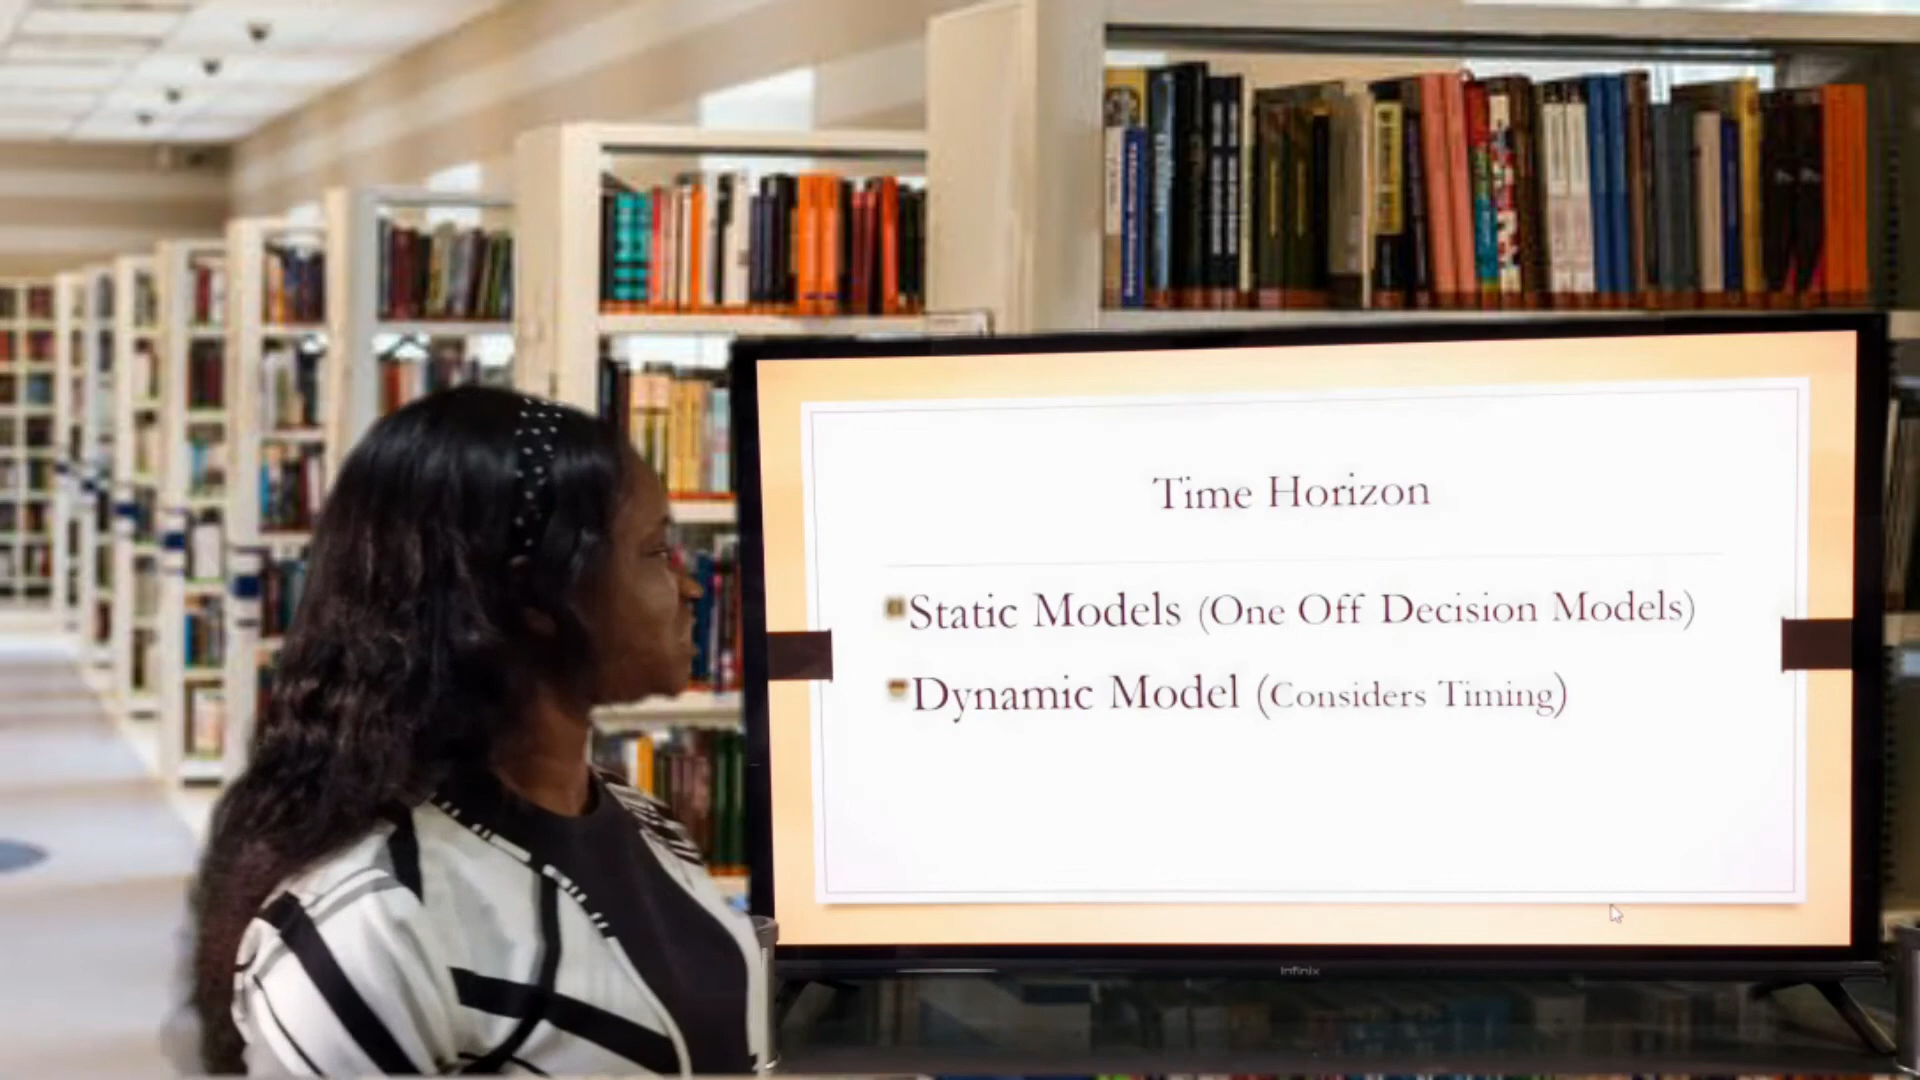 Time Horizon
Static Models (One Off Decision Models)
Dynamic Model (Considers Timing)
Infinix